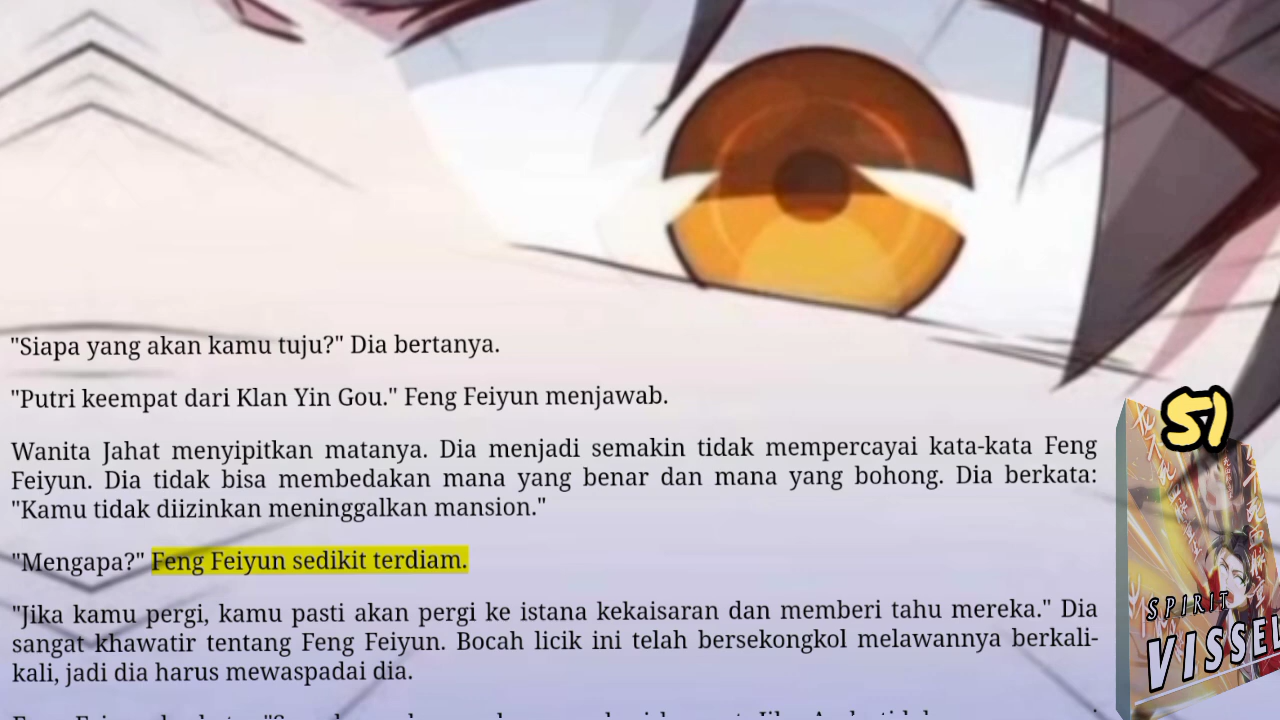 "Siapa yang akan kamu tuju?" Dia bertanya.
"Putri keempat dari Klan Yin Gou." Feng Feiyun menjawab.
Wanita Jahat menyipitkan matanya. Dia menjadi semakin tidak mempercayai kata-kata Feng
Feiyun. Dia tidak bisa membedakan mana yang benar dan mana yang bohong. Dia berkata:
"Kamu tidak diizinkan meninggalkan mansion."
"Mengapa?" Feng Feiyun sedikit terdiam.
"Jika kamu pergi, kamu pasti akan pergi ke istana kekaisaran dan memberi tahu mereka." Dia
sangat khawatir tentang Feng Feiyun. Bocah licik ini telah bersekongkol melawannya berkali-
kali, jadi dia harus mewaspadai dia.
51
SPIRIT
VISSEL